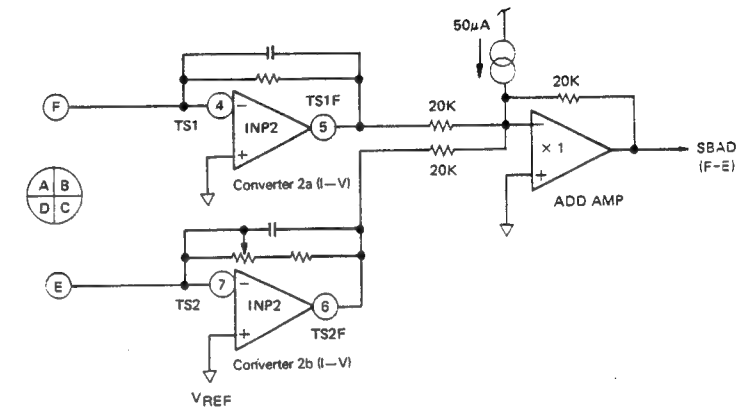 50µA
20K
F
TS1
4
−
INP2
+
TS1F
5
Converter 2a (I—V)
20K
20K
−
× 1
+
ADD AMP
SBAD
(F−E)
A B
D C
E
TS2
7
−
INP2
+
6
TS2F
Converter 2b (I—V)
VREF